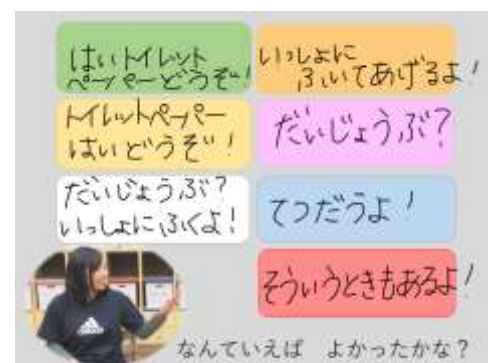 はいトイレット
ペーパーどうぞ!
いっしょに
ふいてあげるよ!
トイレットペーパー
はいどうぞ!
だいじょうぶ?
だいじょうぶ?
いっしょにふくよ!
てつだうよ!
そういうときもあるよ!
adidas
なんていえば よかったかな?